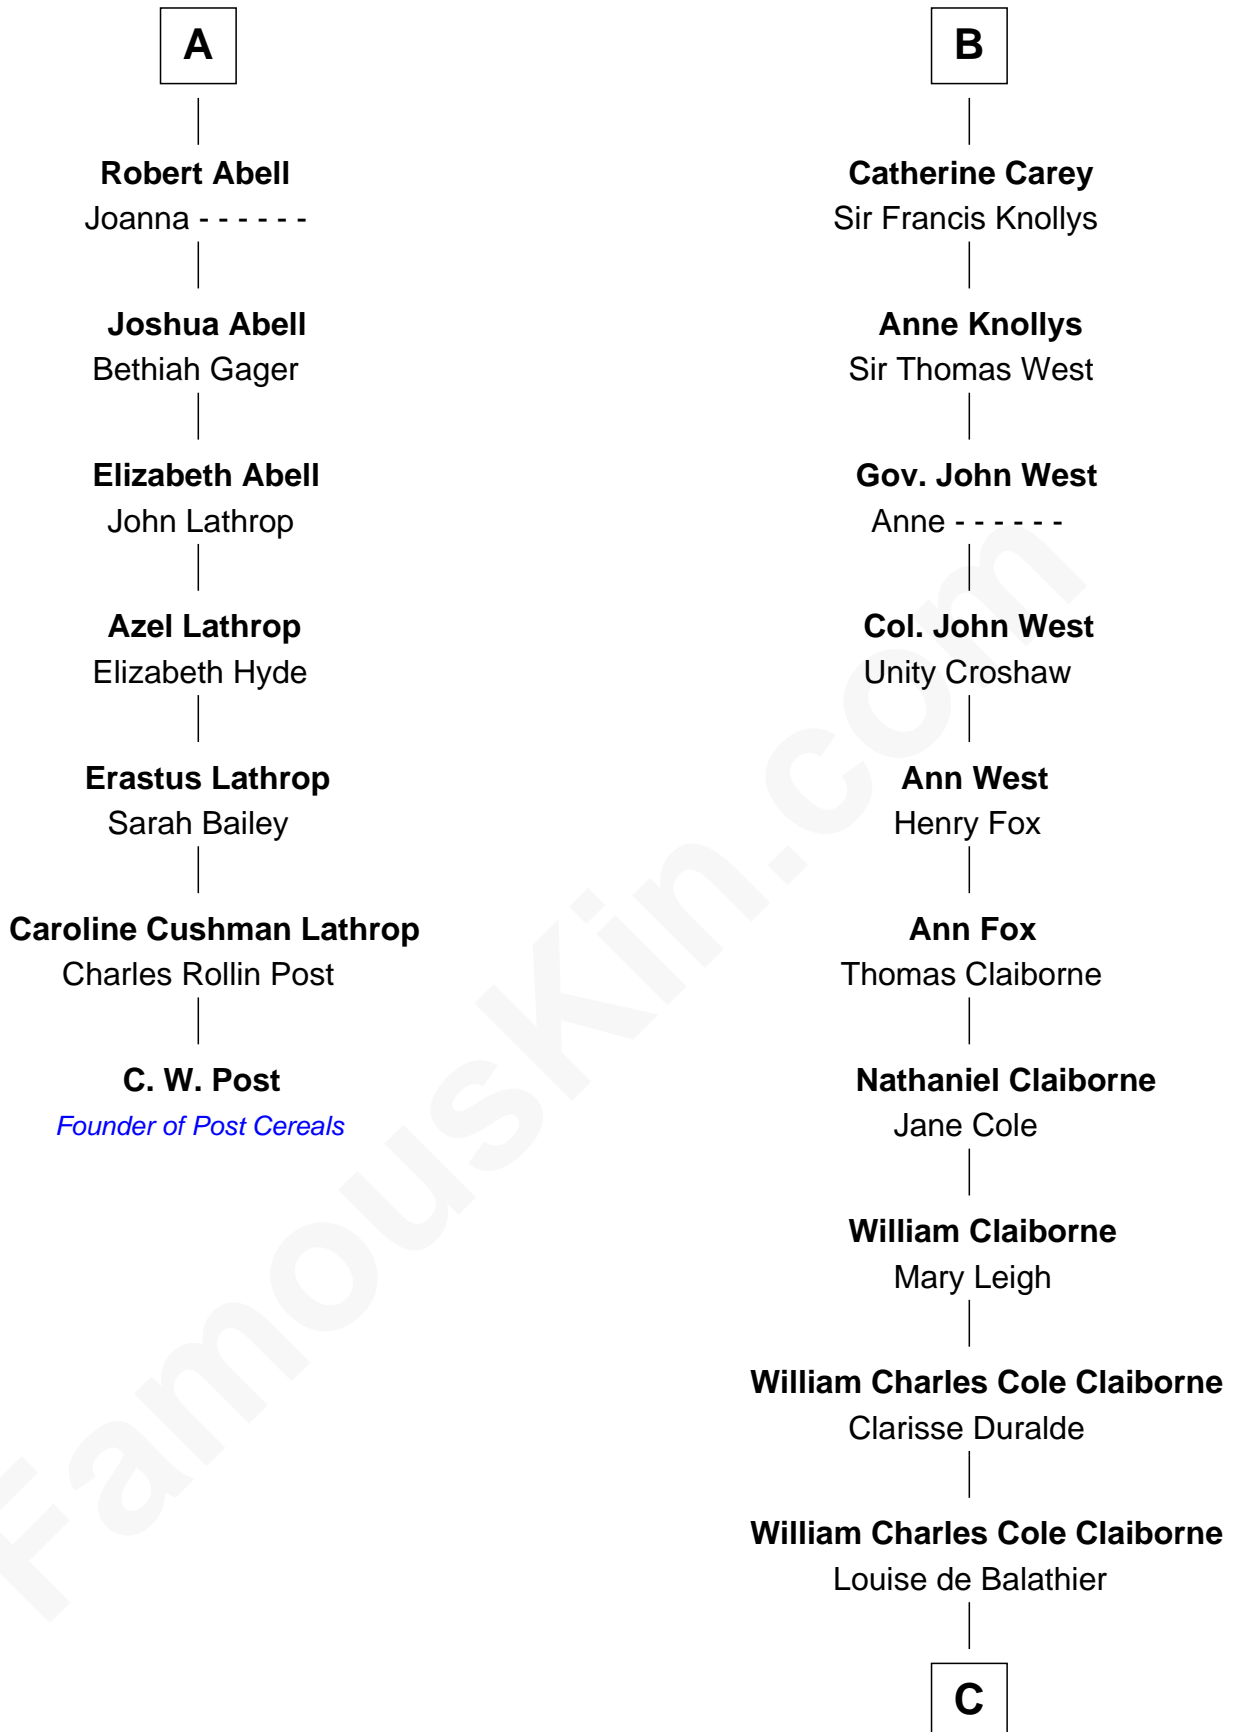 A
Robert Abell
Joanna - - - - - -
Joshua Abell
Bethiah Gager
Elizabeth Abell
John Lathrop
Azel Lathrop
Elizabeth Hyde
Erastus Lathrop
Sarah Bailey
Caroline Cushman Lathrop
Charles Rollin Post
C. W. Post
Founder of Post Cereals
B
Catherine Carey
Sir Francis Knollys
Anne Knollys
Sir Thomas West
Gov. John West
Anne - - - - - -
Col. John West
Unity Croshaw
Ann West
Henry Fox
Ann Fox
Thomas Claiborne
Nathaniel Claiborne
Jane Cole
William Claiborne
Mary Leigh
William Charles Cole Claiborne
Clarisse Duralde
William Charles Cole Claiborne
Louise de Balathier
C
FamousKin.com